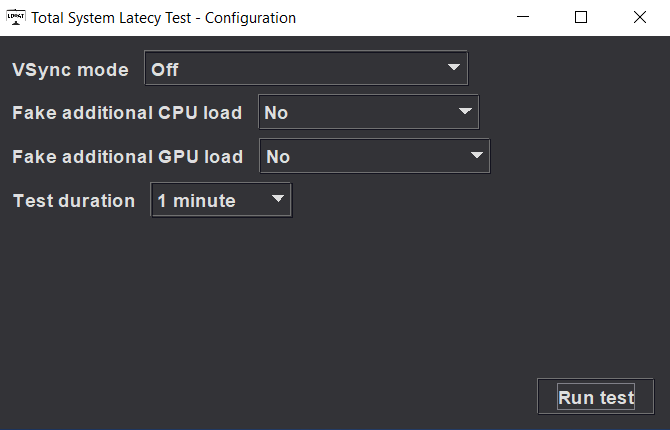 LDAT
Total System Latecy Test - Configuration
VSync mode Off
Fake additional CPU load No
Fake additional GPU load No
Test duration 1 minute
Run test